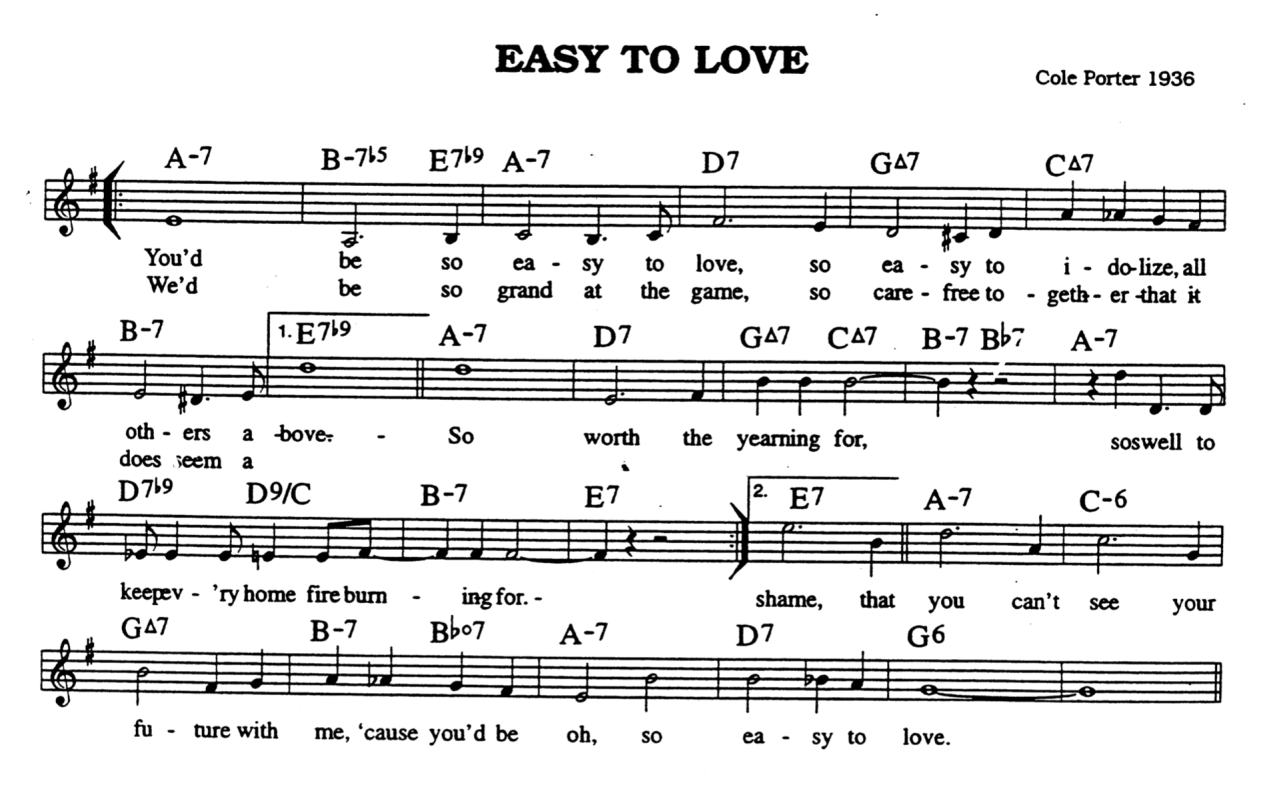 EASY TO LOVE
Cole Porter 1936
A-7 B-7♭5 E7♭9 A-7 D7 G∆7 C∆7
You'd be so ea - sy to love, so ea - sy to i - do-lize, all
We'd be so grand at the game, so care - free to - geth - er -that it
B-7 1. E7♭9 A-7 D7 G∆7 C∆7 B-7 B♭7 A-7
oth - ers a -bove. - So worth the yearning for, soswell to
does seem a
D7♭9 D9/C B-7 E7 2. E7 A-7 C-6
keepev - 'ry home fire burn - ing for. - shame, that you can't see your
G∆7 B-7 B♭o7 A-7 D7 G6
fu - ture with me, 'cause you'd be oh, so ea - sy to love.